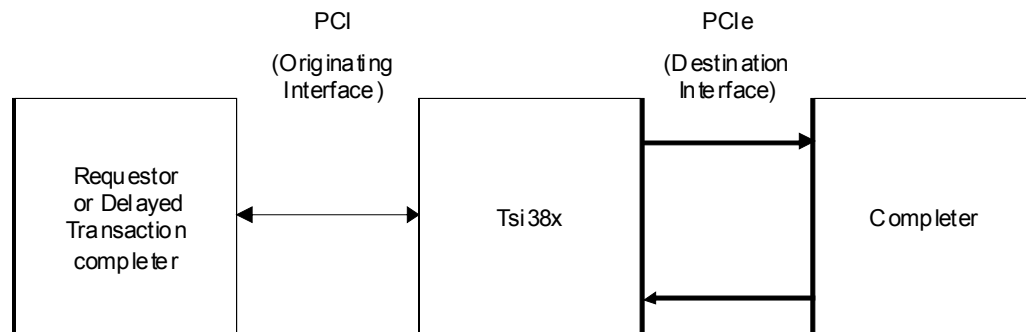 PCI
(Originating
Interface)
PCIe
(Destination
Interface)
Requestor
or Delayed
Transaction
completer
Tsi38x
Completer